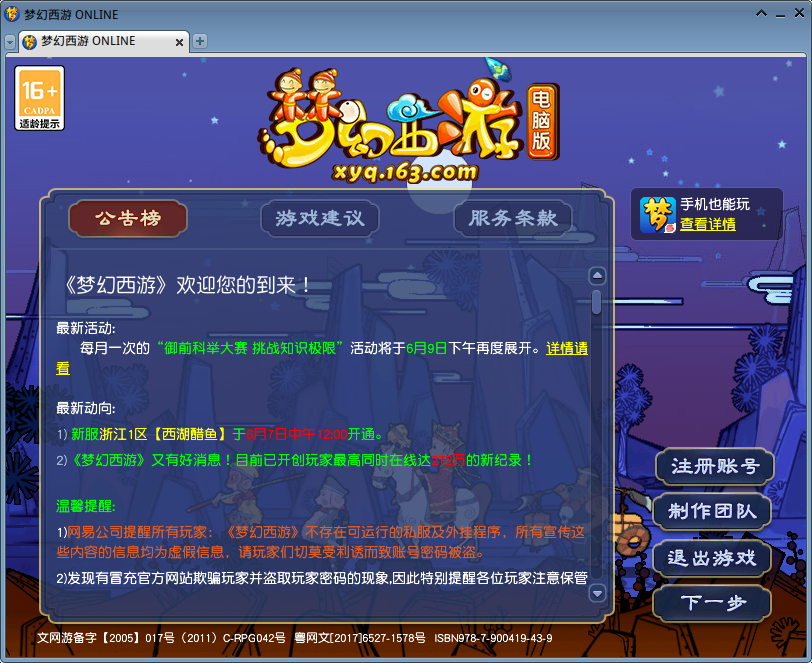 梦幻西游 ONLINE
梦幻西游 ONLINE
16+
CADPA
适龄提示
梦幻西游
电脑版
xyq.163.com
公告榜
游戏建议
服务条款
梦
手机也能玩
查看详情
《梦幻西游》欢迎您的到来！
最新活动:
每月一次的“御前科举大赛 挑战知识极限”活动将于6月9日下午再度展开。详情请
看
最新动向:
1) 新服浙江1区【西湖醋鱼】于6月7日中午12:00开通。
2)《梦幻西游》又有好消息！目前已开创玩家最高同时在线达272万的新纪录！
温馨提醒:
1)网易公司提醒所有玩家：《梦幻西游》不存在可运行的私服及外挂程序，所有宣传这
些内容的信息均为虚假信息，请玩家们切莫受利诱而致账号密码被盗。
2)发现有冒充官方网站欺骗玩家并盗取玩家密码的现象,因此特别提醒各位玩家注意保管
注册账号
制作团队
退出游戏
下一步
文网游备字【2005】017号（2011）C-RPG042号 粤网文[2017]6527-1578号 ISBN978-7-900419-43-9